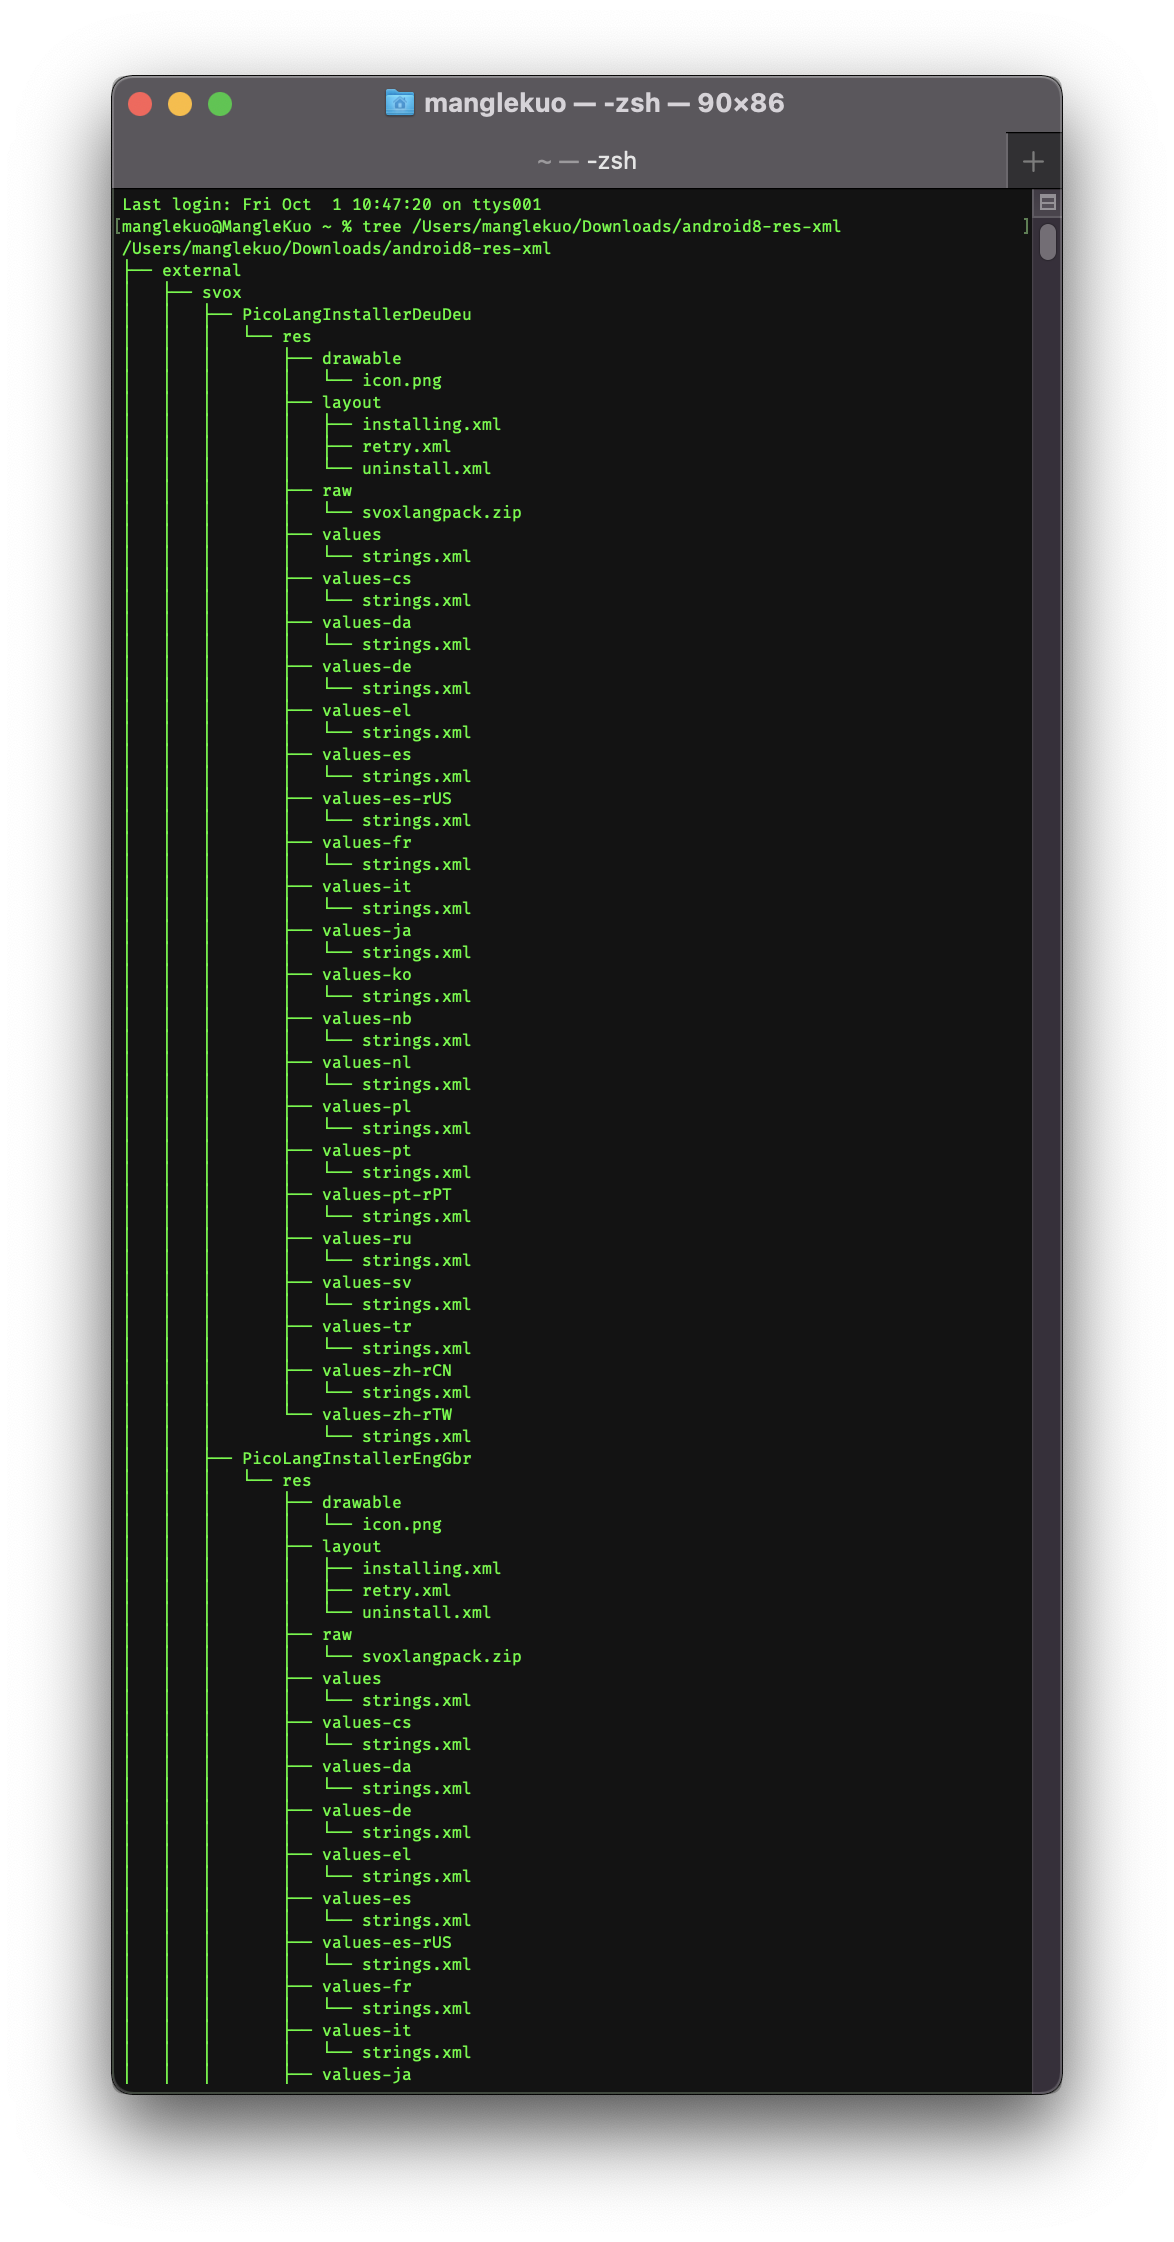 manglekuo — -zsh — 90×86
~ — -zsh
Last login: Fri Oct  1 10:47:20 on ttys001
[manglekuo@MangleKuo ~ % tree /Users/manglekuo/Downloads/android8-res-xml ]
/Users/manglekuo/Downloads/android8-res-xml
├── external
│   ├── svox
│   │   ├── PicoLangInstallerDeuDeu
│   │   │   └── res
│   │   │       ├── drawable
│   │   │       │   └── icon.png
│   │   │       ├── layout
│   │   │       │   ├── installing.xml
│   │   │       │   ├── retry.xml
│   │   │       │   └── uninstall.xml
│   │   │       ├── raw
│   │   │       │   └── svoxlangpack.zip
│   │   │       ├── values
│   │   │       │   └── strings.xml
│   │   │       ├── values-cs
│   │   │       │   └── strings.xml
│   │   │       ├── values-da
│   │   │       │   └── strings.xml
│   │   │       ├── values-de
│   │   │       │   └── strings.xml
│   │   │       ├── values-el
│   │   │       │   └── strings.xml
│   │   │       ├── values-es
│   │   │       │   └── strings.xml
│   │   │       ├── values-es-rUS
│   │   │       │   └── strings.xml
│   │   │       ├── values-fr
│   │   │       │   └── strings.xml
│   │   │       ├── values-it
│   │   │       │   └── strings.xml
│   │   │       ├── values-ja
│   │   │       │   └── strings.xml
│   │   │       ├── values-ko
│   │   │       │   └── strings.xml
│   │   │       ├── values-nb
│   │   │       │   └── strings.xml
│   │   │       ├── values-nl
│   │   │       │   └── strings.xml
│   │   │       ├── values-pl
│   │   │       │   └── strings.xml
│   │   │       ├── values-pt
│   │   │       │   └── strings.xml
│   │   │       ├── values-pt-rPT
│   │   │       │   └── strings.xml
│   │   │       ├── values-ru
│   │   │       │   └── strings.xml
│   │   │       ├── values-sv
│   │   │       │   └── strings.xml
│   │   │       ├── values-tr
│   │   │       │   └── strings.xml
│   │   │       ├── values-zh-rCN
│   │   │       │   └── strings.xml
│   │   │       └── values-zh-rTW
│   │   │           └── strings.xml
│   │   ├── PicoLangInstallerEngGbr
│   │   │   └── res
│   │   │       ├── drawable
│   │   │       │   └── icon.png
│   │   │       ├── layout
│   │   │       │   ├── installing.xml
│   │   │       │   ├── retry.xml
│   │   │       │   └── uninstall.xml
│   │   │       ├── raw
│   │   │       │   └── svoxlangpack.zip
│   │   │       ├── values
│   │   │       │   └── strings.xml
│   │   │       ├── values-cs
│   │   │       │   └── strings.xml
│   │   │       ├── values-da
│   │   │       │   └── strings.xml
│   │   │       ├── values-de
│   │   │       │   └── strings.xml
│   │   │       ├── values-el
│   │   │       │   └── strings.xml
│   │   │       ├── values-es
│   │   │       │   └── strings.xml
│   │   │       ├── values-es-rUS
│   │   │       │   └── strings.xml
│   │   │       ├── values-fr
│   │   │       │   └── strings.xml
│   │   │       ├── values-it
│   │   │       │   └── strings.xml
│   │   │       ├── values-ja